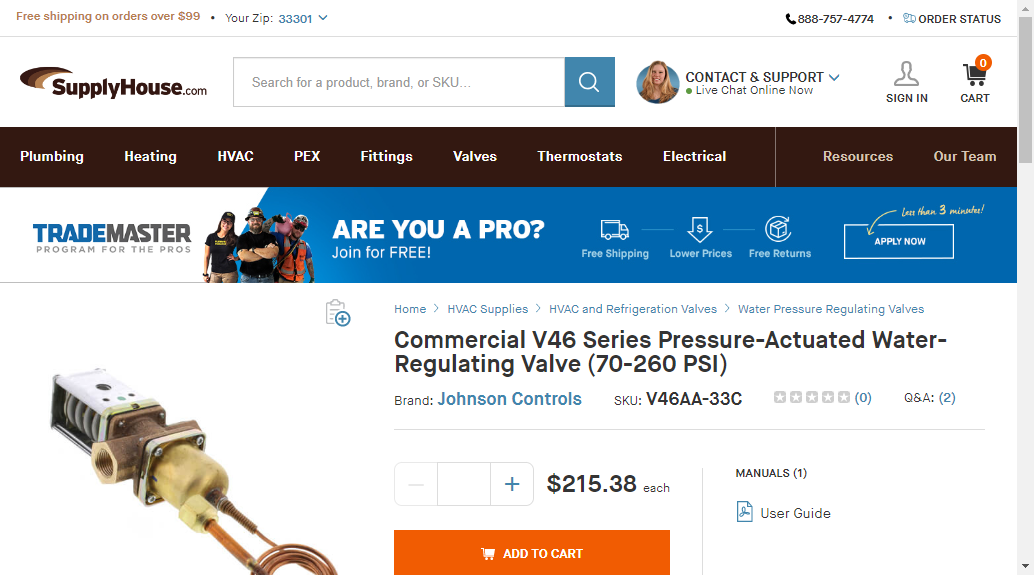 Free shipping on orders over $99 • Your Zip: 33301
888-757-4774 • ORDER STATUS
SupplyHouse.com
Search for a product, brand, or SKU...
CONTACT & SUPPORT
Live Chat Online Now
SIGN IN
0
CART
Plumbing Heating HVAC PEX Fittings Valves Thermostats Electrical Resources Our Team
TRADEMASTER
PROGRAM FOR THE PROS
ARE YOU A PRO?
Join for FREE!
Free Shipping
Lower Prices
Free Returns
Less than 3 minutes!
APPLY NOW
Home > HVAC Supplies > HVAC and Refrigeration Valves > Water Pressure Regulating Valves
Commercial V46 Series Pressure-Actuated Water-
Regulating Valve (70-260 PSI)
Brand: Johnson Controls SKU: V46AA-33C (0) Q&A: (2)
$215.38 each
ADD TO CART
MANUALS (1)
User Guide